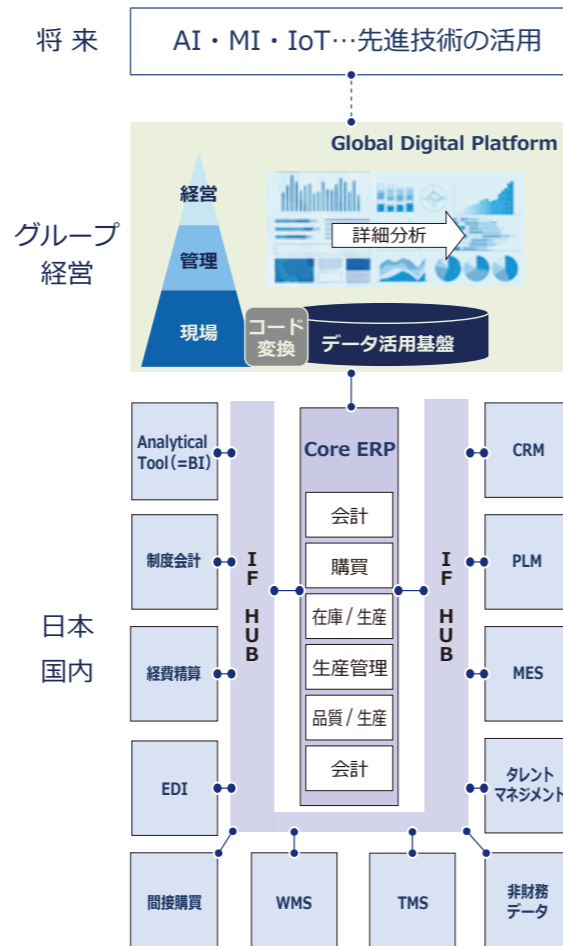 将 来
AI・MI・IoT…先進技術の活用
Global Digital Platform
グループ
経営
経営
管理
現場
詳細分析
コード
変換
データ活用基盤
日本
国内
Analytical
Tool(=BI)
制度会計
経費精算
EDI
間接購買
IF HUB
Core ERP
会計
購買
在庫 / 生産
生産管理
品質 / 生産
会計
IF HUB
CRM
PLM
MES
タレント
マネジメント
WMS
TMS
非財務
データ